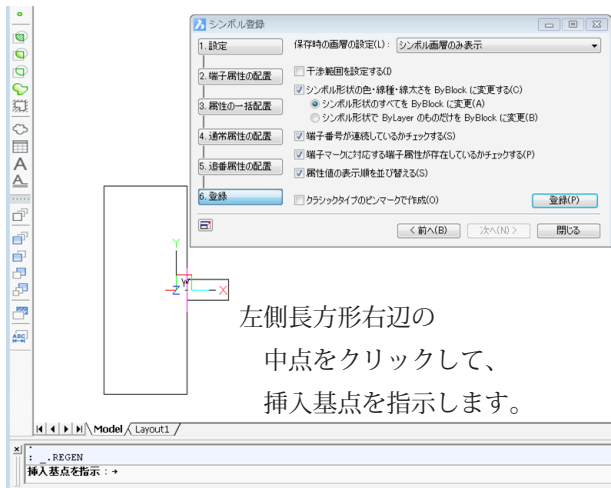 シンボル登録
1. 設定
保存時の画層の設定(L):
シンボル画層のみ表示
2. 端子属性の配置
干渉範囲を設定する(I)
シンボル形状の色・線種・線太さを ByBlock に変更する(C)
シンボル形状のすべてを ByBlock に変更(A)
3. 属性の一括配置
シンボル形状で ByLayer のものだけを ByBlock に変更(B)
4. 通常属性の配置
端子番号が連続しているかチェックする(S)
端子マークに対応する端子属性が存在しているかチェックする(P)
5. 追番属性の配置
属性値の表示順を並び替える(S)
6. 登録
クラシックタイプのピンマークで作成(O)
登録(P)
< 前へ(B)
次へ(N) >
閉じる
A
A
ABC
Y
W
Z
X
左側長方形右辺の
中点をクリックして、
挿入基点を指示します。
Model
Layout1
: _.REGEN
挿入基点を指示:→